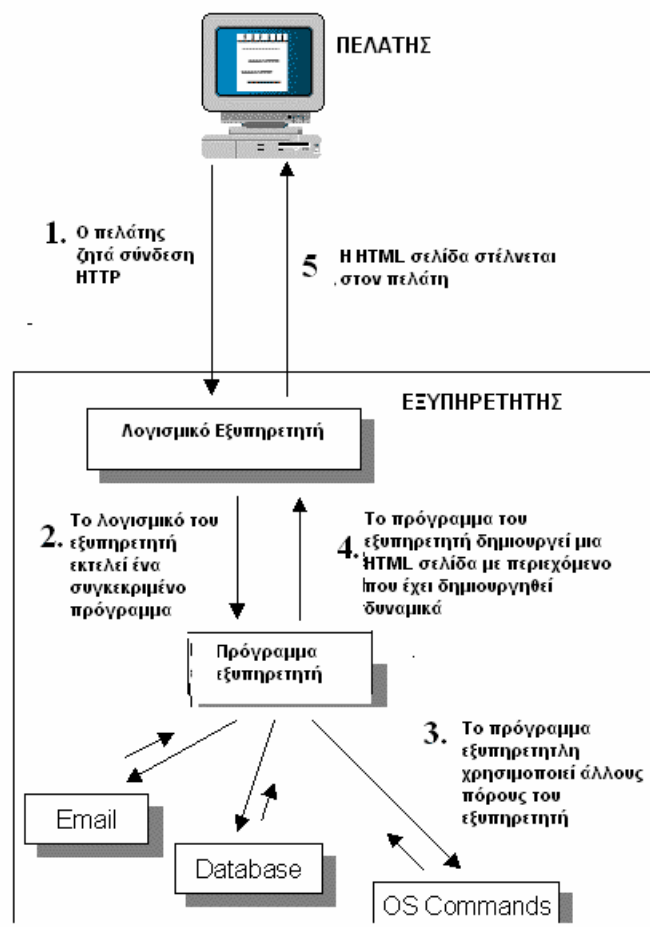 ΠΕΛΑΤΗΣ
1. Ο πελάτης
ζητά σύνδεση
HTTP
5 Η HTML σελίδα στέλνεται
στον πελάτη
ΕΞΥΠΗΡΕΤΗΤΗΣ
Λογισμικό Εξυπηρετητή
2. Το λογισμικό του
εξυπηρετητή
εκτελεί ένα
συγκεκριμένο
πρόγραμμα
4. Το πρόγραμμα του
εξυπηρετητή δημιουργεί μια
HTML σελίδα με περιεχόμενο
που έχει δημιουργηθεί
δυναμικά
Πρόγραμμα
εξυπηρετητή
3. Το πρόγραμμα
εξυπηρετητλη
χρησιμοποιεί άλλους
πόρους του
εξυπηρετητή
Email
Database
OS Commands